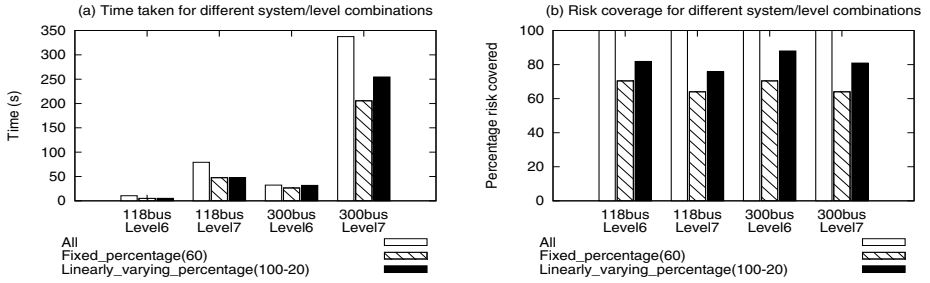 (a) Time taken for different system/level combinations
350
300
250
200
150
100
50
0
Time (s)
118bus
Level6
118bus
Level7
300bus
Level6
300bus
Level7
All
Fixed_percentage(60)
Linearly_varying_percentage(100-20)
(b) Risk coverage for different system/level combinations
100
80
60
40
20
0
Percentage risk covered
118bus
Level6
118bus
Level7
300bus
Level6
300bus
Level7
All
Fixed_percentage(60)
Linearly_varying_percentage(100-20)